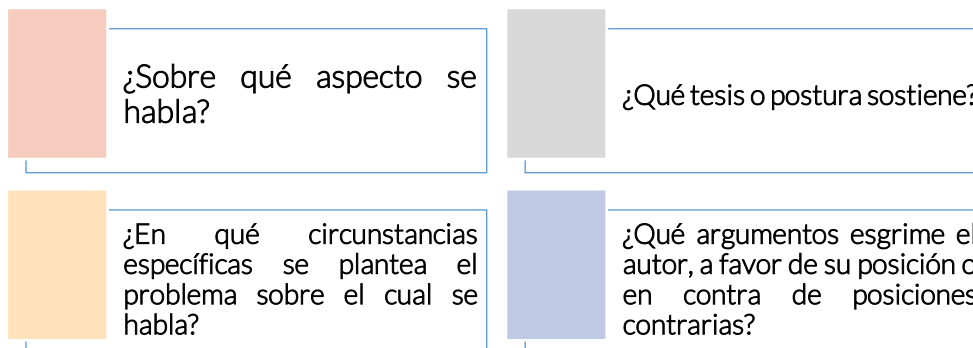 ¿Sobre qué aspecto se
habla?
¿Qué tesis o postura sostiene?
¿En qué circunstancias
específicas se plantea el
problema sobre el cual se
habla?
¿Qué argumentos esgrime el
autor, a favor de su posición o
en contra de posiciones
contrarias?